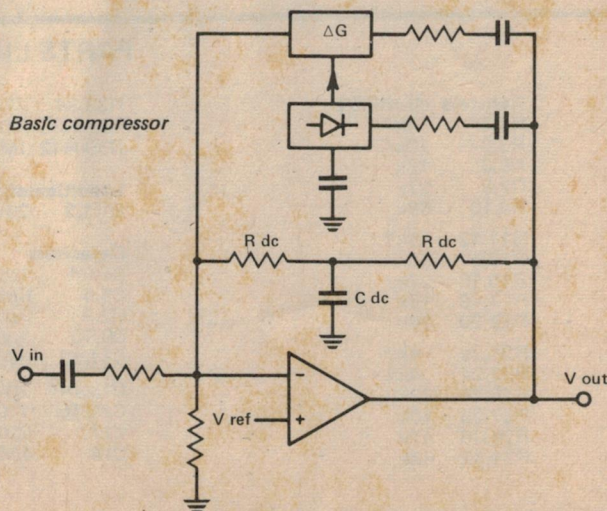 ΔG
Basic compressor
R dc
R dc
C dc
V in
−
V out
V ref
+